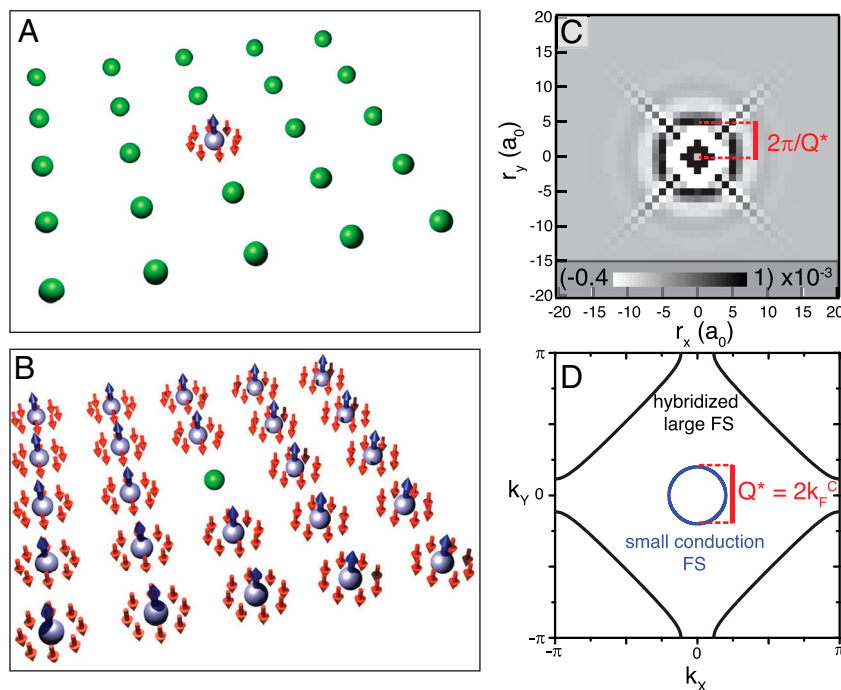 A
B
C
20
15
10
5
0
-5
-10
-15
-20
r_y (a_0)
2π/Q*
(-0.4 1) x10^-3
-20 -15 -10 -5 0 5 10 15 20
r_x (a_0)
D
π
hybridized
large FS
k_Y 0
Q* = 2k_F^C
small conduction
FS
-π
-π 0 π
k_X